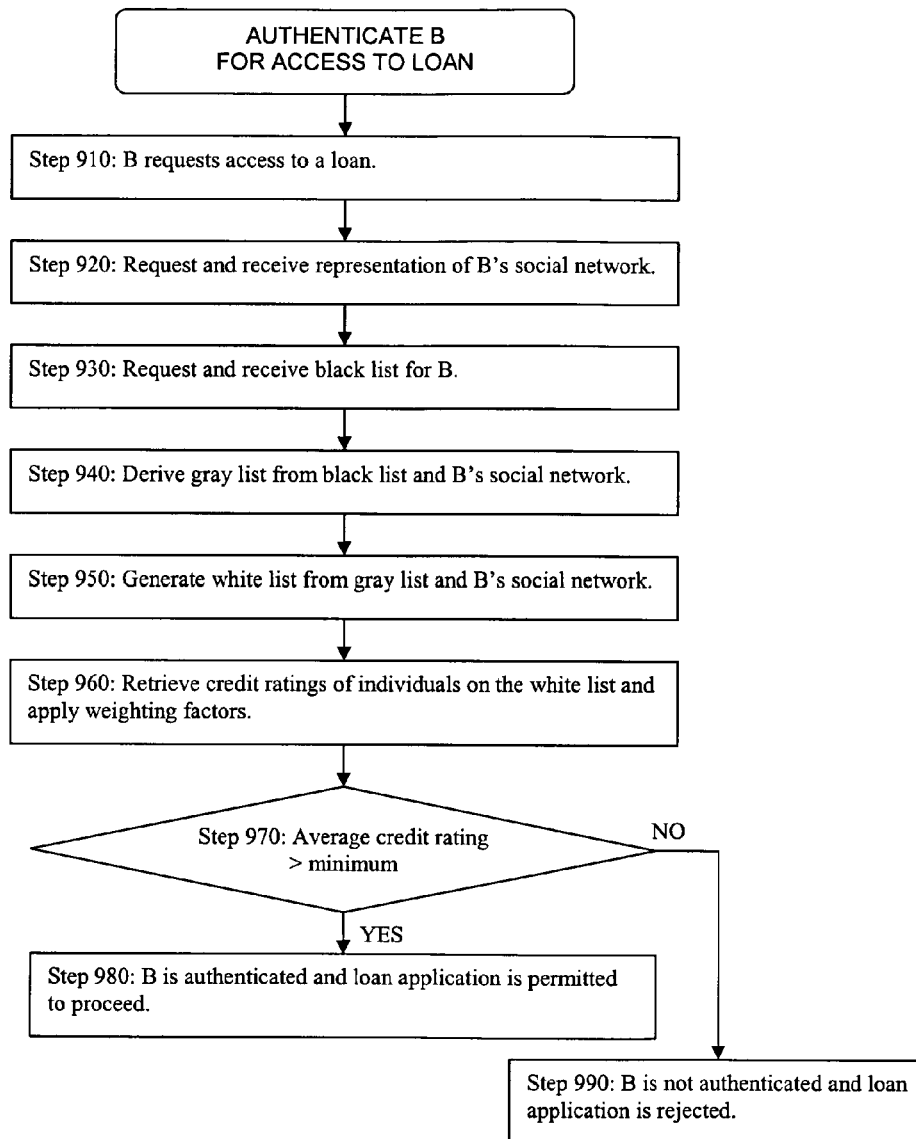 AUTHENTICATE B
FOR ACCESS TO LOAN
Step 910: B requests access to a loan.
Step 920: Request and receive representation of B's social network.
Step 930: Request and receive black list for B.
Step 940: Derive gray list from black list and B's social network.
Step 950: Generate white list from gray list and B's social network.
Step 960: Retrieve credit ratings of individuals on the white list and
apply weighting factors.
Step 970: Average credit rating
> minimum
NO
YES
Step 980: B is authenticated and loan application is permitted
to proceed.
Step 990: B is not authenticated and loan
application is rejected.